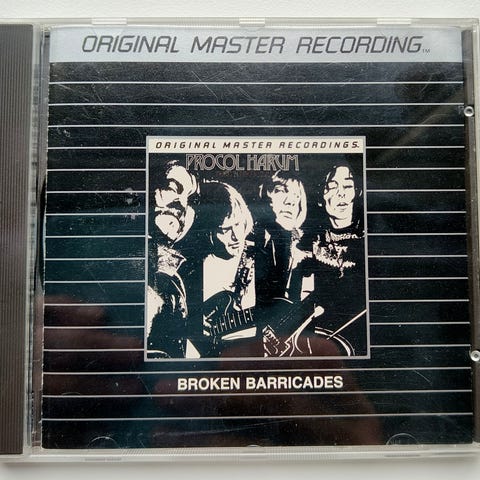 ORIGINAL MASTER RECORDING™
ORIGINAL MASTER RECORDINGS
PROCOL HARUM
BROKEN BARRICADES